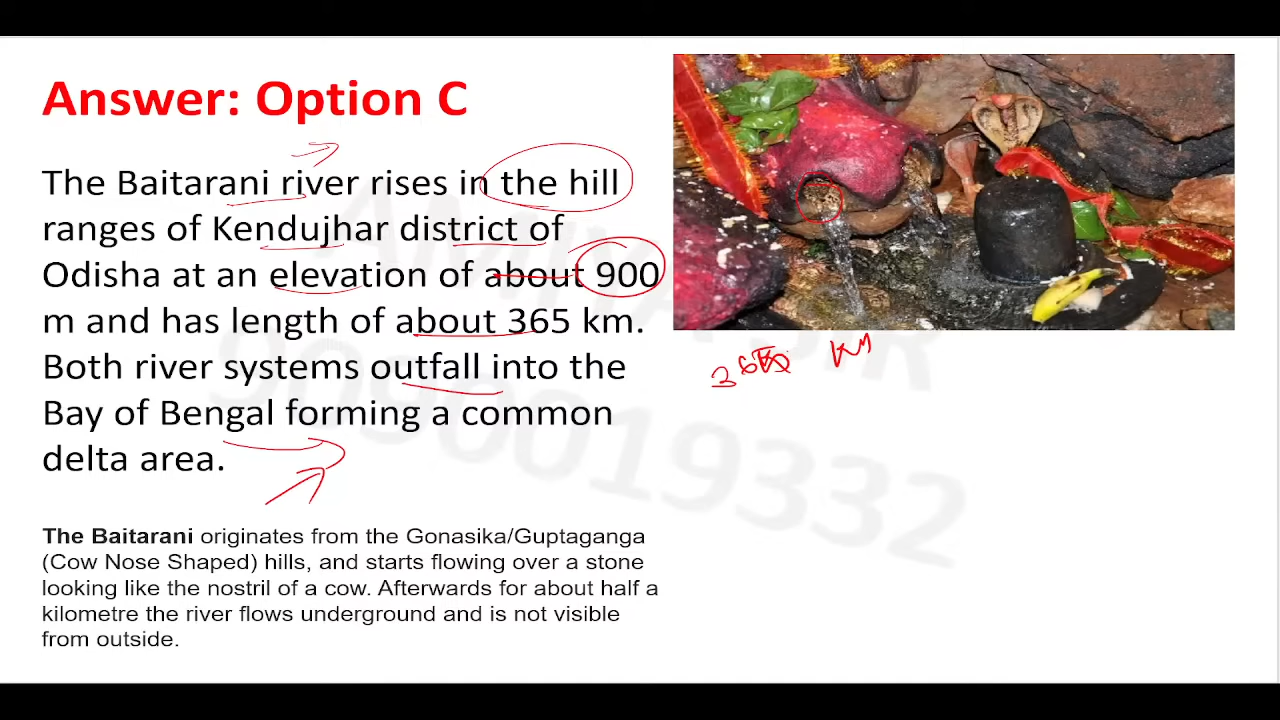 Answer: Option C
The Baitarani river rises in the hill
ranges of Kendujhar district of
Odisha at an elevation of about 900
m and has length of about 365 km.
Both river systems outfall into the
Bay of Bengal forming a common
delta area.
The Baitarani originates from the Gonasika/Guptaganga
(Cow Nose Shaped) hills, and starts flowing over a stone
looking like the nostril of a cow. Afterwards for about half a
kilometre the river flows underground and is not visible
from outside.
KM
9090019332